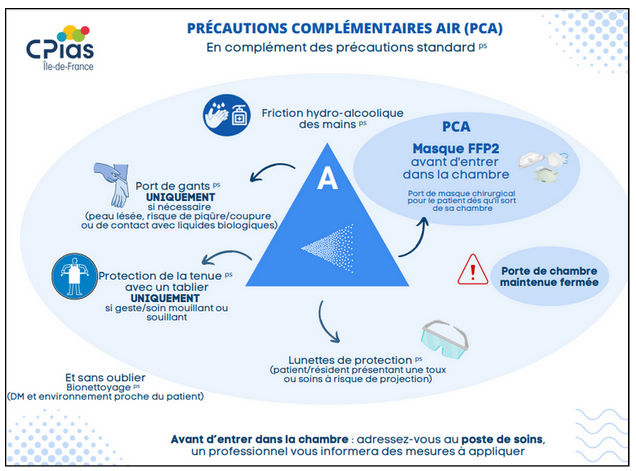 PRÉCAUTIONS COMPLÉMENTAIRES AIR (PCA)
En complément des précautions standard ps
CPias
Île-de-France
Friction hydro-alcoolique
des mains ps
PCA
Masque FFP2
avant d'entrer
dans la chambre
Port de masque chirurgical
pour le patient dès qu'il sort
de sa chambre
A
Port de gants ps
UNIQUEMENT
si nécessaire
(peau lésée, risque de piqûre/coupure
ou de contact avec liquides biologiques)
Protection de la tenue ps
avec un tablier
UNIQUEMENT
si geste/soin mouillant ou
souillant
Porte de chambre
maintenue fermée
Lunettes de protection ps
(patient/résident présentant une toux
ou soins à risque de projection)
Et sans oublier
Bionettoyage ps
(DM et environnement proche du patient)
Avant d'entrer dans la chambre : adressez-vous au poste de soins,
un professionnel vous informera des mesures à appliquer